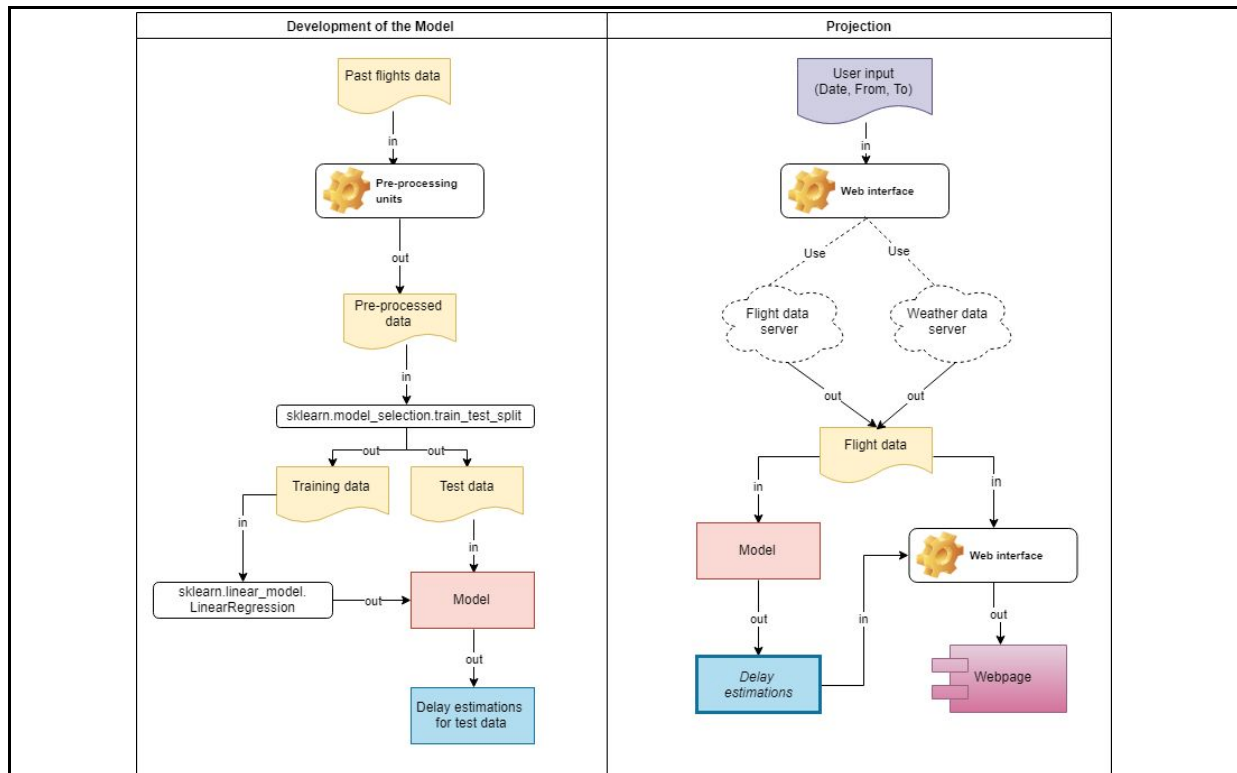 Development of the Model
Past flights data
in
Pre-processing
units
out
Pre-processed
data
in
sklearn.model_selection.train_test_split
out
out
Training data
Test data
in
in
sklearn.linear_model.
LinearRegression
out
Model
out
Delay estimations
for test data
Projection
User input
(Date, From, To)
in
Web interface
Use
Use
Flight data
server
Weather data
server
out
out
Flight data
in
in
Model
Web interface
out
in
out
Delay
estimations
Webpage